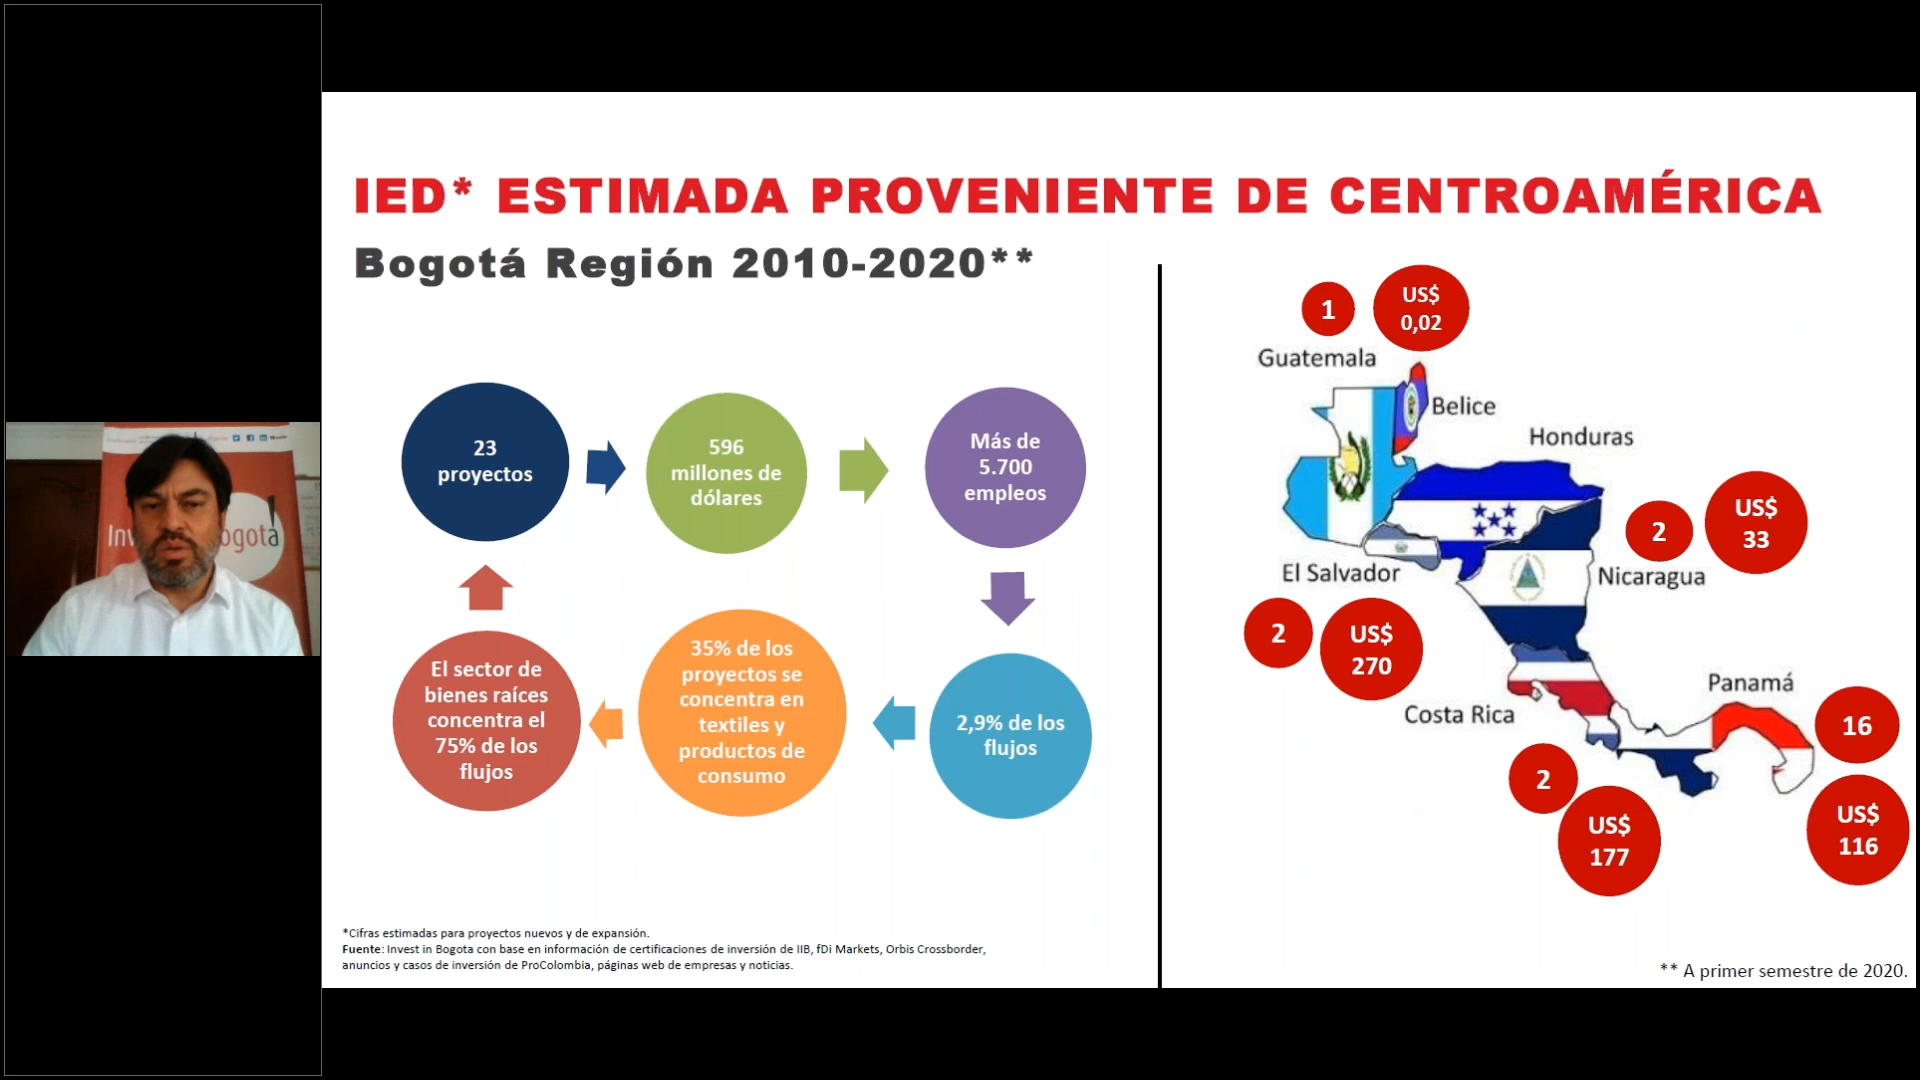 IED* ESTIMADA PROVENIENTE DE CENTROAMÉRICA
Bogotá Región 2010-2020**
23
proyectos
596
millones de
dólares
Más de
5.700
empleos
2,9% de los
flujos
35% de los
proyectos se
concentra en
textiles y
productos de
consumo
El sector de
bienes raíces
concentra el
75% de los
flujos
1
US$
0,02
Guatemala
Belice
Honduras
2
US$
33
El Salvador
Nicaragua
2
US$
270
Costa Rica
Panamá
16
2
US$
177
US$
116
*Cifras estimadas para proyectos nuevos y de expansión.
Fuente: Invest in Bogota con base en información de certificaciones de inversión de IIB, fDi Markets, Orbis Crossborder,
anuncios y casos de inversión de ProColombia, páginas web de empresas y noticias.
** A primer semestre de 2020.
Inv
ogotá